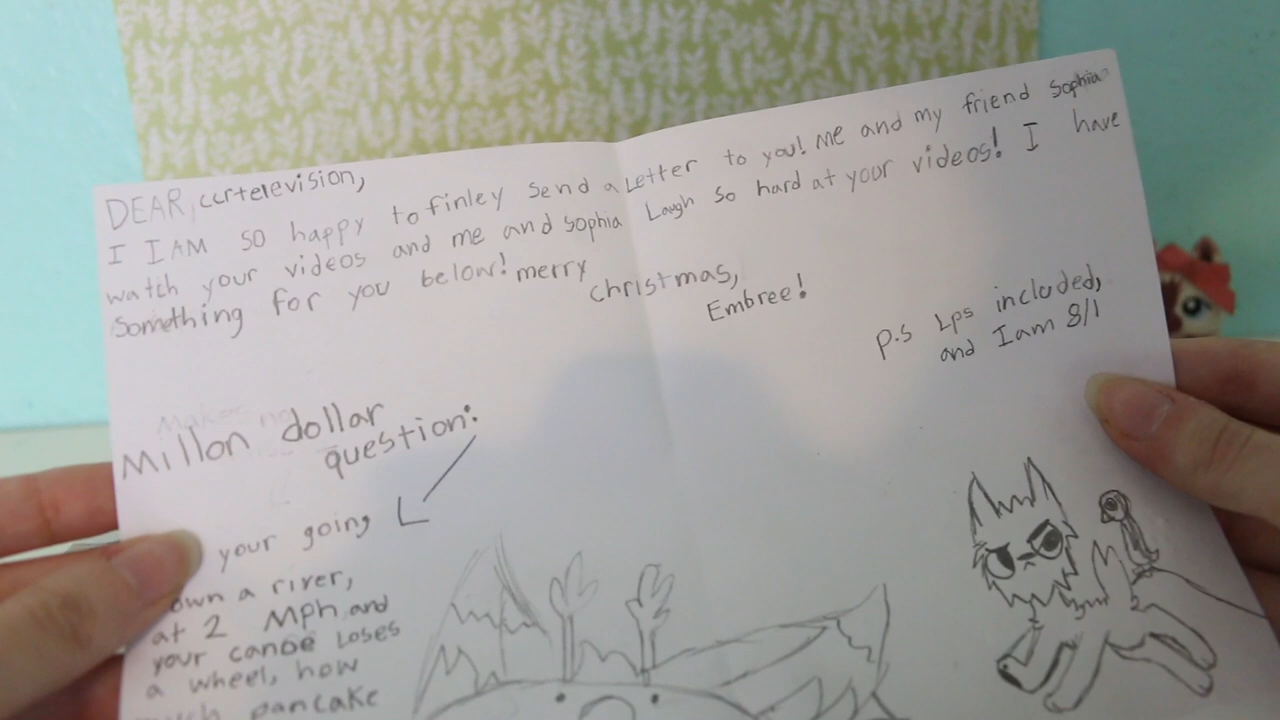 DEAR, ccrtelevision,
I I AM SO happy to finley send a Letter to you! Me and my friend Sophia
watch your videos and me and Sophia Laugh so hard at your videos! I have
Something for you below! merry
christmas,
Embree!
P.S Lps included,
and I am 8/1
Millon dollar
question:
your going
own a river,
at 2 MPh and
your canoe Loses
a wheel, how
pancake